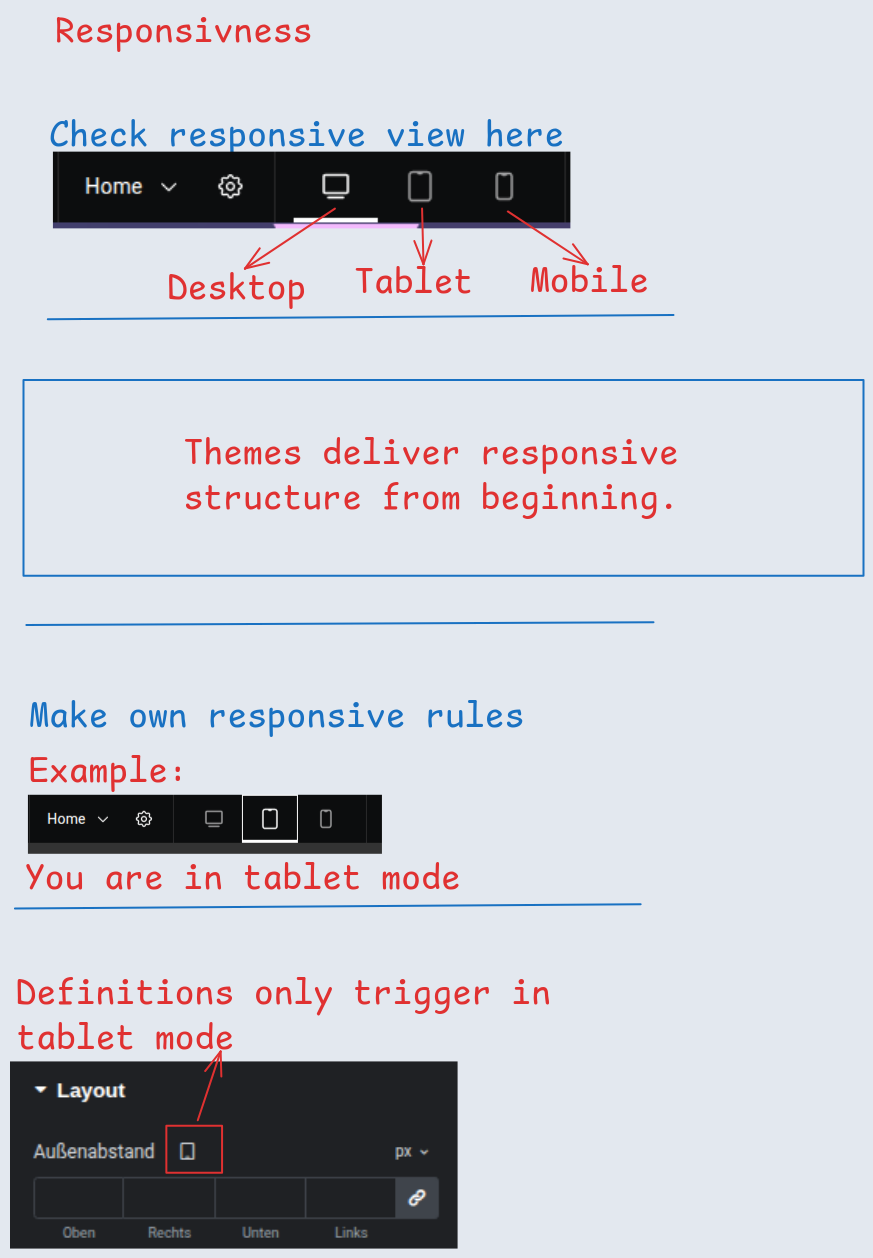 Responsivness
Check responsive view here
Home
Desktop Tablet Mobile
Themes deliver responsive
structure from beginning.
Make own responsive rules
Example:
Home
You are in tablet mode
Definitions only trigger in
tablet mode
Layout
Außenabstand px
Oben Rechts Unten Links